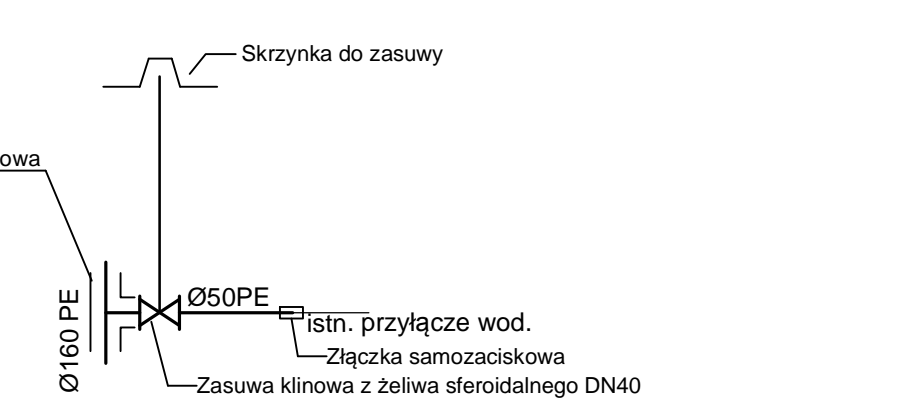 Skrzynka do zasuwy
owa
Ø160 PE
Ø50PE
istn. przyłącze wod.
Złączka samozaciskowa
Zasuwa klinowa z żeliwa sferoidalnego DN40